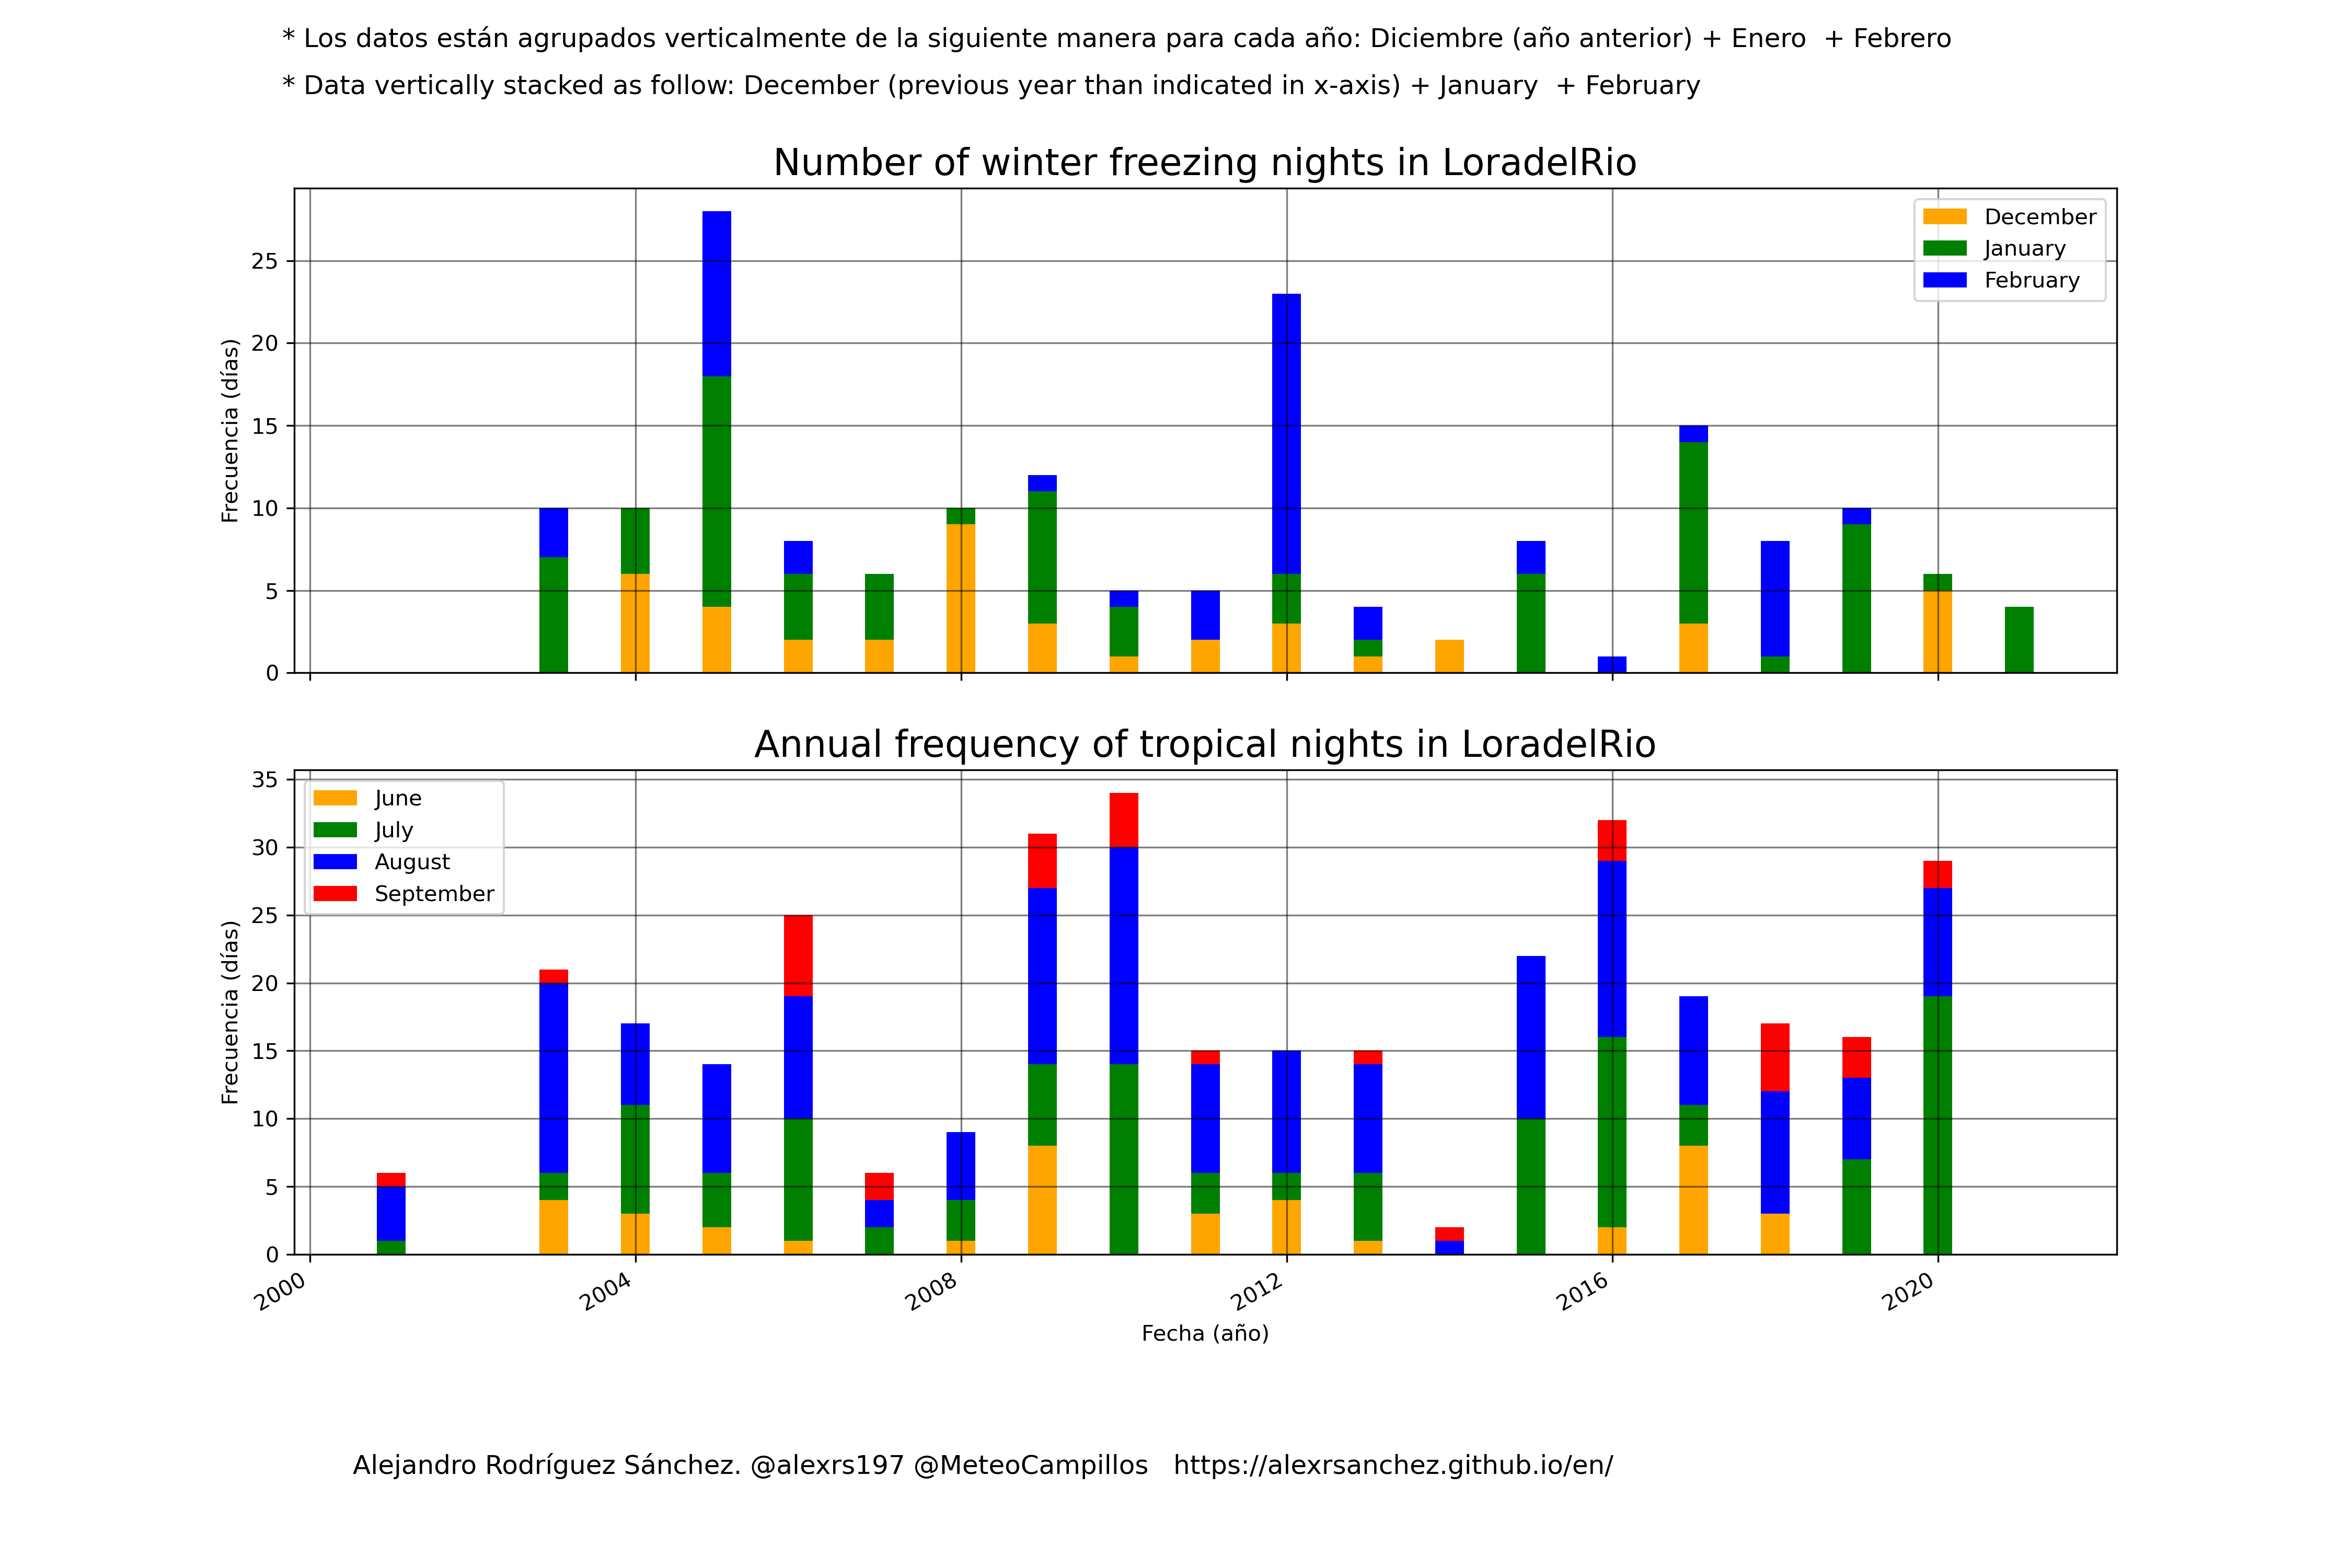 * Los datos están agrupados verticalmente de la siguiente manera para cada año: Diciembre (año anterior) + Enero  + Febrero
* Data vertically stacked as follow: December (previous year than indicated in x-axis) + January  + February
Number of winter freezing nights in LoradelRio
25
20
15
10
5
0
Frecuencia (días)
December
January
February
Annual frequency of tropical nights in LoradelRio
35
30
25
20
15
10
5
0
Frecuencia (días)
June
July
August
September
2000
2004
2008
2012
2016
2020
Fecha (año)
Alejandro Rodríguez Sánchez. @alexrs197 @MeteoCampillos   https://alexrsanchez.github.io/en/